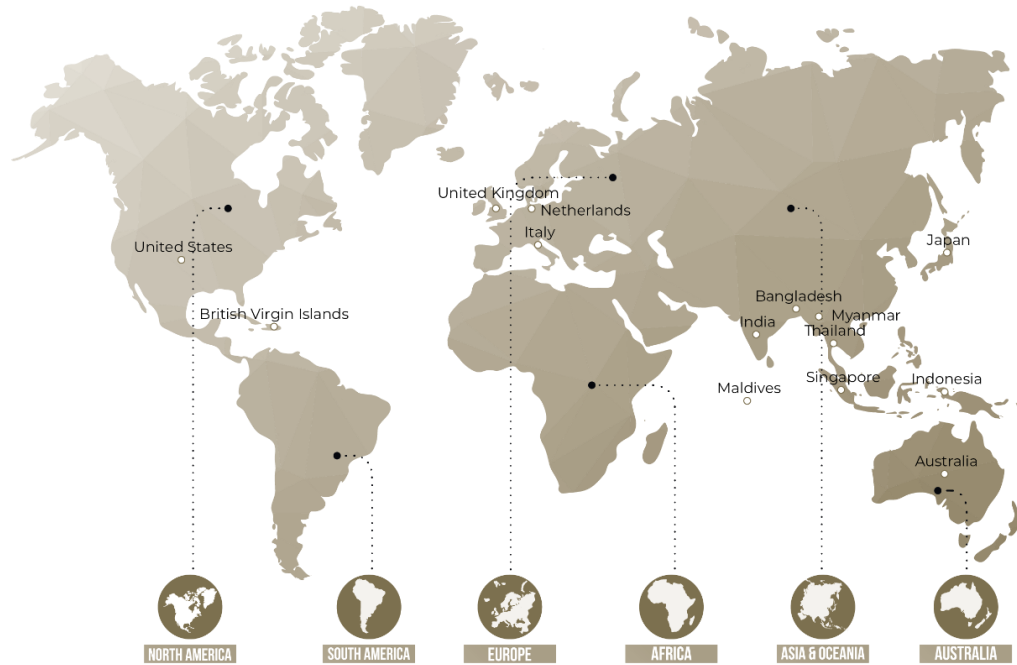 United Kingdom
Netherlands
Italy
United States
Japan
Bangladesh
British Virgin Islands
Myanmar
India
Thailand
Singapore
Indonesia
Maldives
Australia
NORTH AMERICA
SOUTH AMERICA
EUROPE
AFRICA
ASIA & OCEANIA
AUSTRALIA